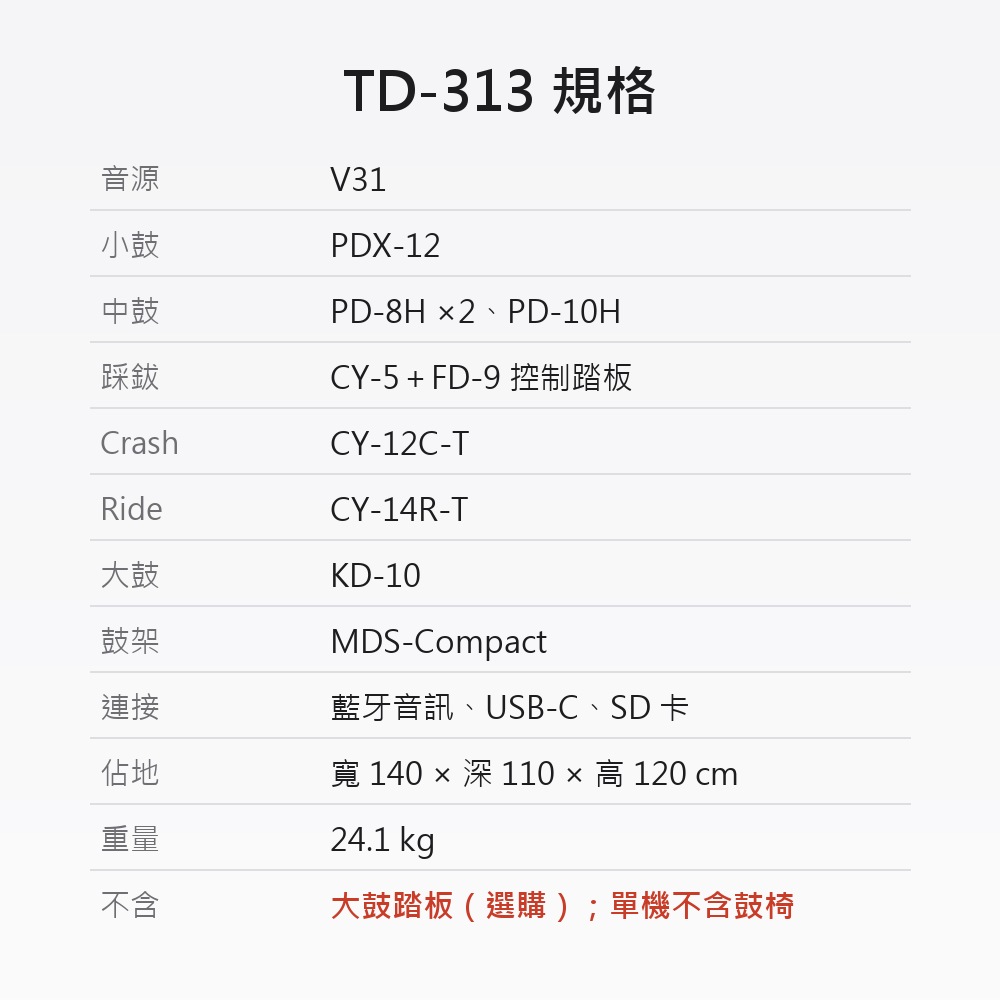 TD-313 規格
音源 V31
小鼓 PDX-12
中鼓 PD-8H ×2、PD-10H
踩鈸 CY-5 + FD-9 控制踏板
Crash CY-12C-T
Ride CY-14R-T
大鼓 KD-10
鼓架 MDS-Compact
連接 藍牙音訊、USB-C、SD 卡
佔地 寬 140 × 深 110 × 高 120 cm
重量 24.1 kg
不含 大鼓踏板（選購）；單機不含鼓椅